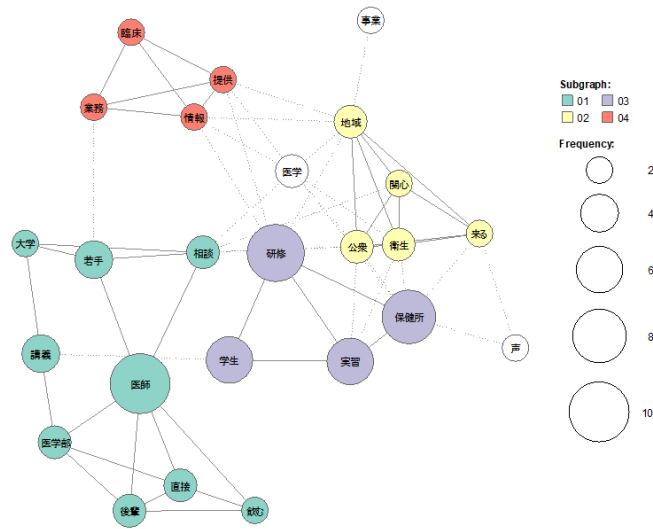 事業
臨床
提供
業務
情報
地域
医学
関心
来る
公衆
衛生
大学
若手
相談
研修
保健所
声
講義
学生
実習
医師
医学部
直接
後輩
Subgraph:
01 03
02 04
Frequency:
2
4
6
8
10